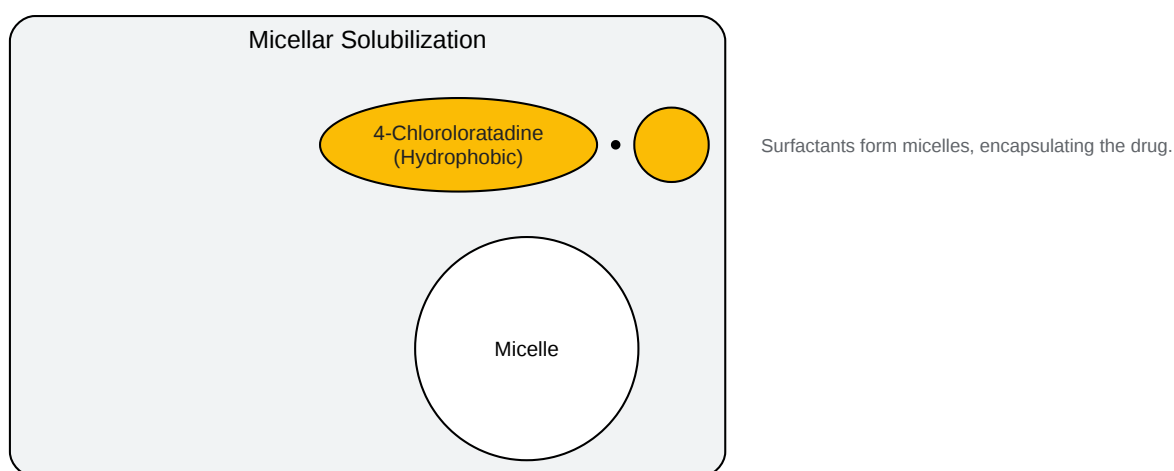 Micellar Solubilization
4-Chloroloratadine
(Hydrophobic)
Surfactants form micelles, encapsulating the drug.
Micelle